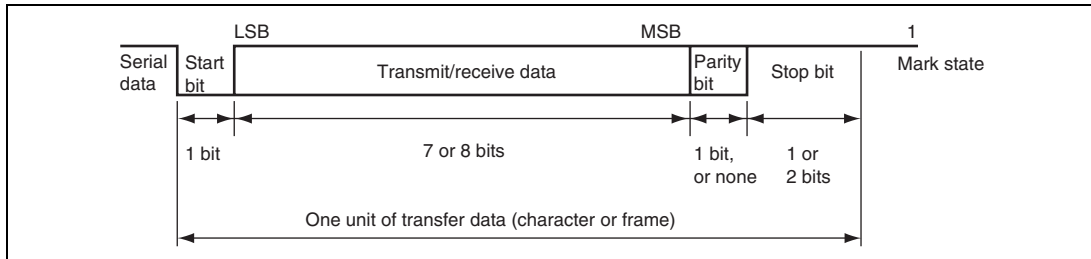 LSB
MSB
1
Serial
data
Start
bit
Transmit/receive data
Parity
bit
Stop bit
Mark state
1 bit
7 or 8 bits
1 bit,
or none
1 or
2 bits
One unit of transfer data (character or frame)